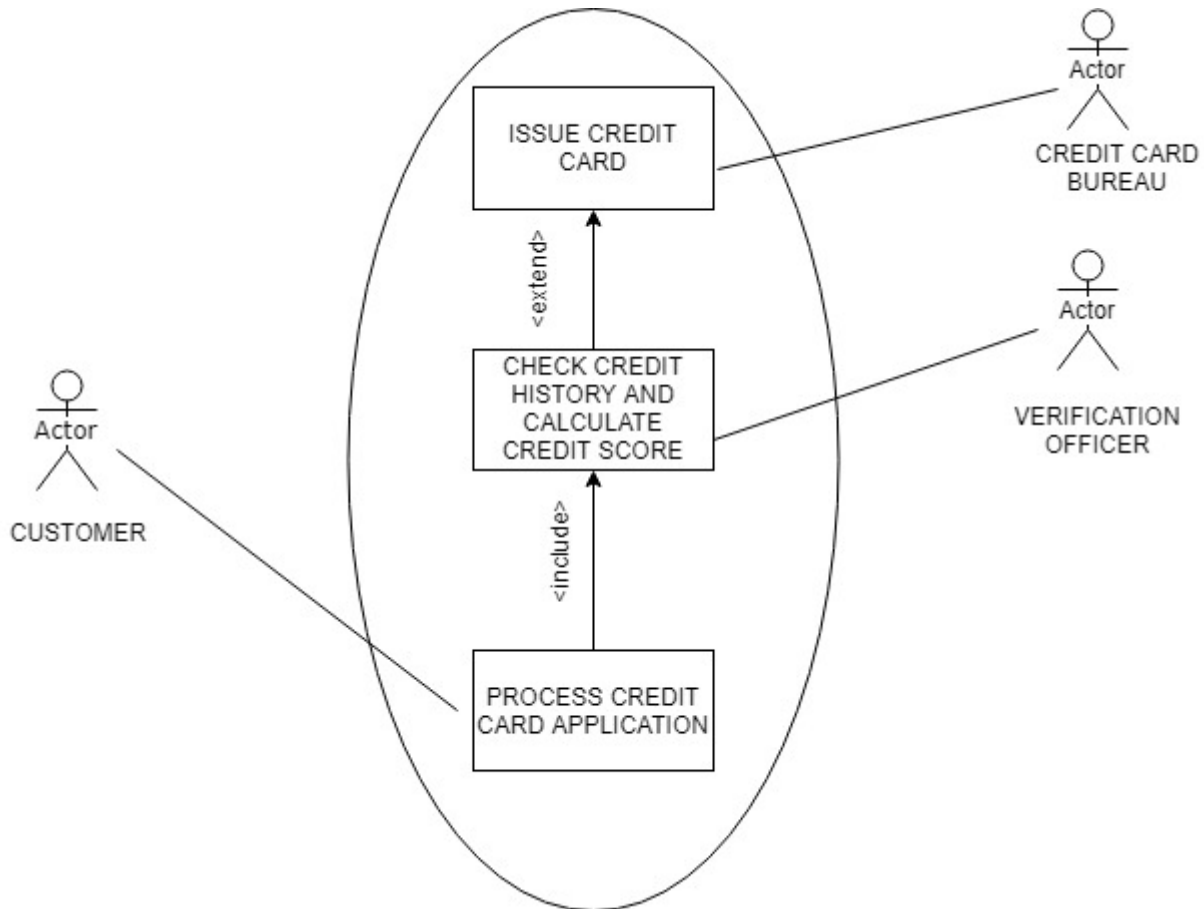 Actor
CREDIT CARD
BUREAU
ISSUE CREDIT
CARD
<extend>
Actor
VERIFICATION
OFFICER
CHECK CREDIT
HISTORY AND
CALCULATE
CREDIT SCORE
Actor
CUSTOMER
<include>
PROCESS CREDIT
CARD APPLICATION